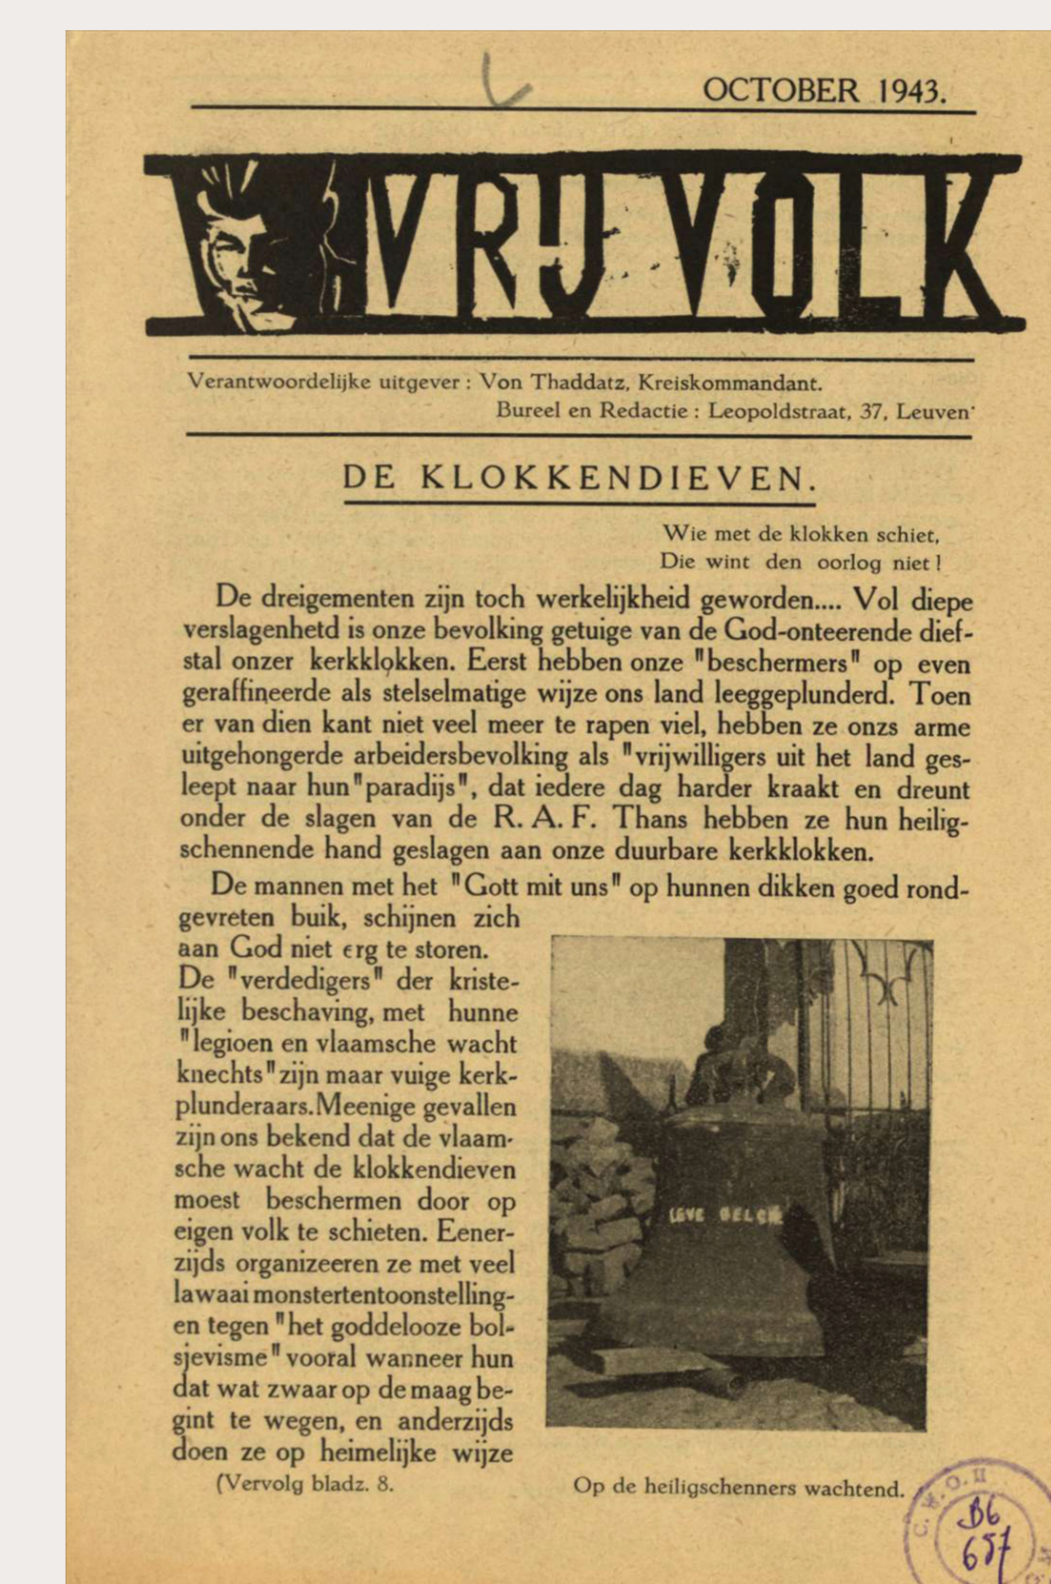 OCTOBER 1943.
VRIJ VOLK
Verantwoordelijke uitgever : Von Thaddatz, Kreiskommandant.
Bureel en Redactie : Leopoldstraat, 37, Leuven
DE KLOKKENDIEVEN.
Wie met de klokken schiet,
Die wint den oorlog niet !
De dreigementen zijn toch werkelijkheid geworden.... Vol diepe
verslagenhetd is onze bevolking getuige van de God-onteerende dief-
stal onzer kerkklokken. Eerst hebben onze "beschermers" op even
geraffineerde als stelselmatige wijze ons land leeggeplunderd. Toen
er van dien kant niet veel meer te rapen viel, hebben ze onzs arme
uitgehongerde arbeidersbevolking als "vrijwilligers uit het land ges-
leept naar hun "paradijs", dat iedere dag harder kraakt en dreunt
onder de slagen van de R. A. F. Thans hebben ze hun heilig-
schennende hand geslagen aan onze duurbare kerkklokken.
De mannen met het "Gott mit uns" op hunnen dikken goed rond-
gevreten buik, schijnen zich
aan God niet erg te storen.
De "verdedigers" der kriste-
lijke beschaving, met hunne
"legioen en vlaamsche wacht
knechts" zijn maar vuige kerk-
plunderaars. Meenige gevallen
zijn ons bekend dat de vlaam-
sche wacht de klokkendieven
moest beschermen door op
eigen volk te schieten. Eener-
zijds organizeeren ze met veel
lawaai monstertentoonstelling-
en tegen "het goddelooze bol-
sjevisme" vooral wanneer hun
dat wat zwaar op de maag be-
gint te wegen, en anderzijds
doen ze op heimelijke wijze
(Vervolg bladz. 8.
LEVE BELGIE
Op de heiligschenners wachtend.
C. W. O. II
B6
657